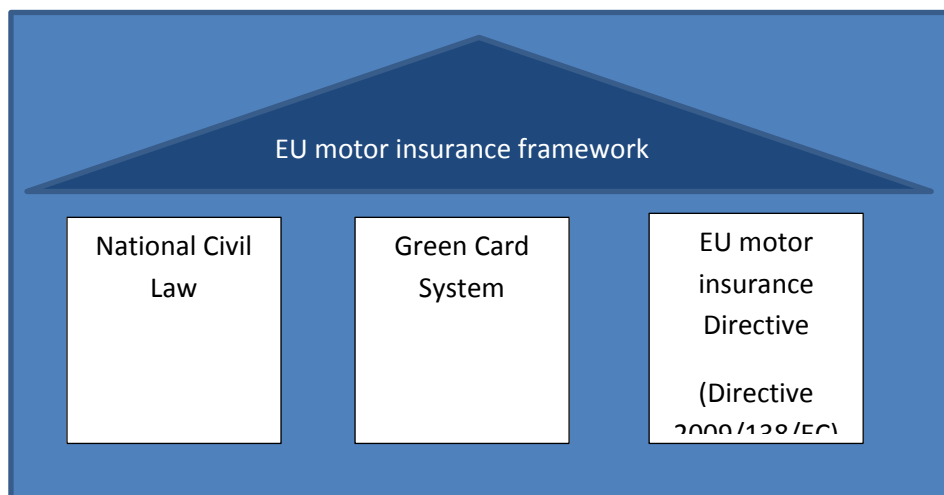 EU motor insurance framework
National Civil
Law
Green Card
System
EU motor
insurance
Directive
(Directive
2009/138/EC)